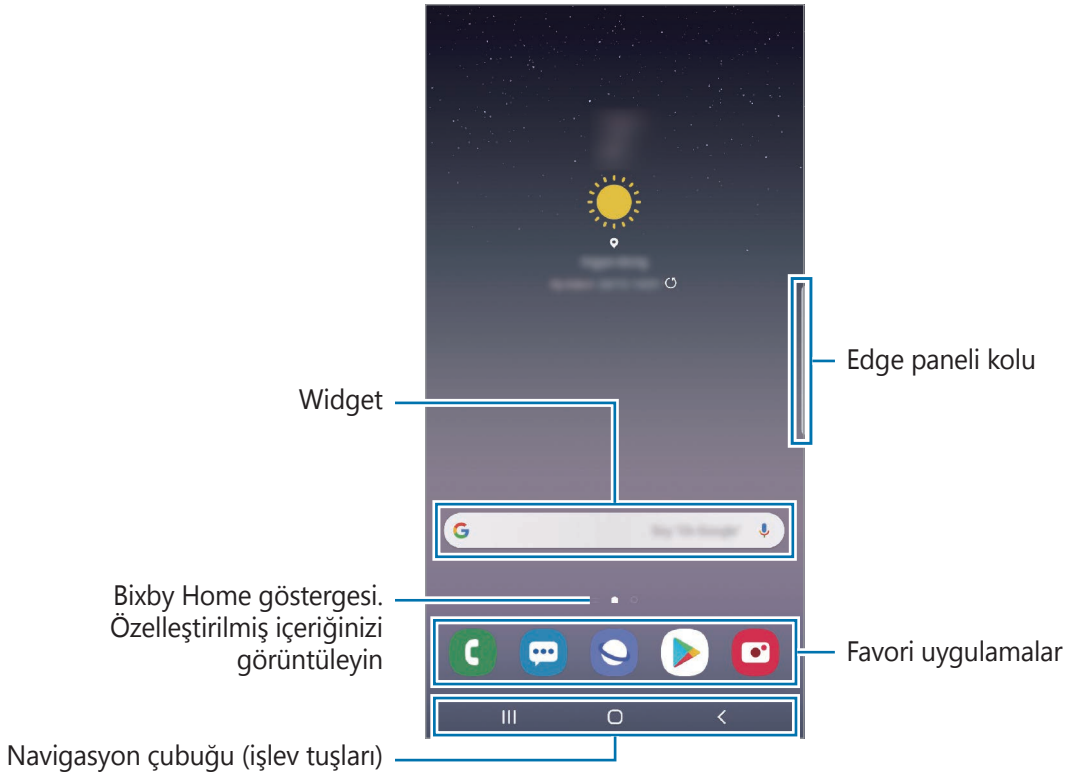 Edge paneli kolu
Widget
Bixby Home göstergesi.
Özelleştirilmiş içeriğinizi
görüntüleyin
Favori uygulamalar
Navigasyon çubuğu (işlev tuşları)